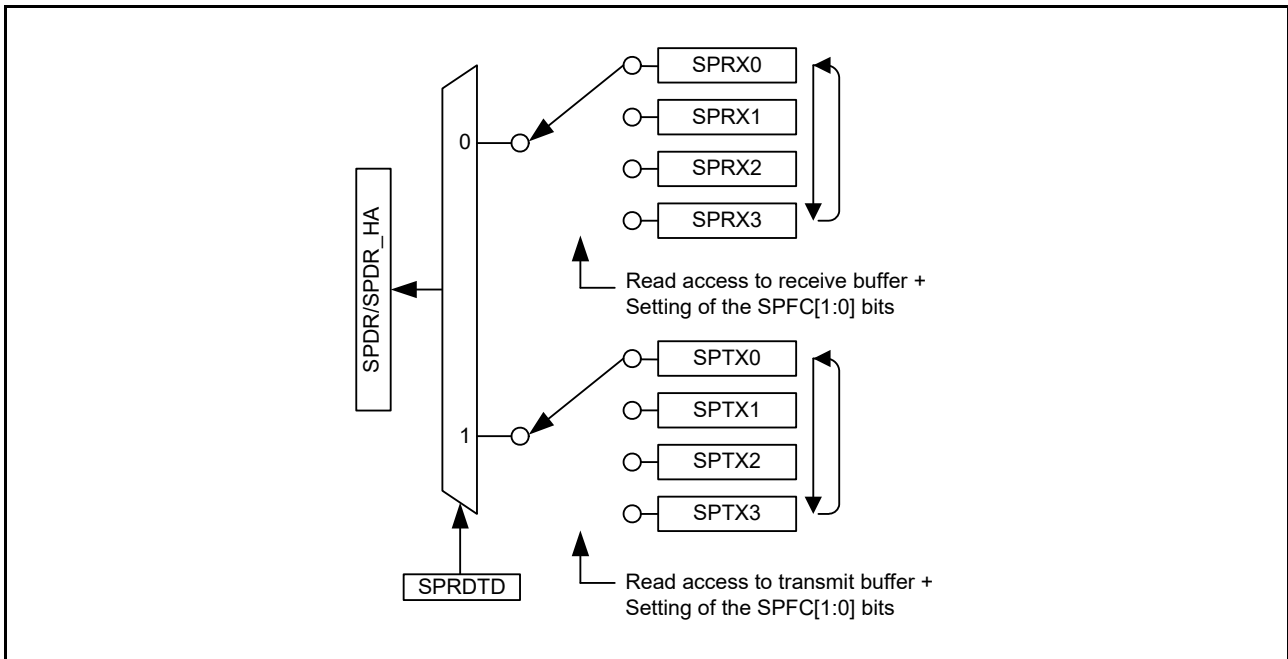 SPRX0
SPRX1
0
SPRX2
SPRX3
SPDR/SPDR_HA
Read access to receive buffer +
Setting of the SPFC[1:0] bits
SPTX0
SPTX1
1
SPTX2
SPTX3
SPRDTD
Read access to transmit buffer +
Setting of the SPFC[1:0] bits